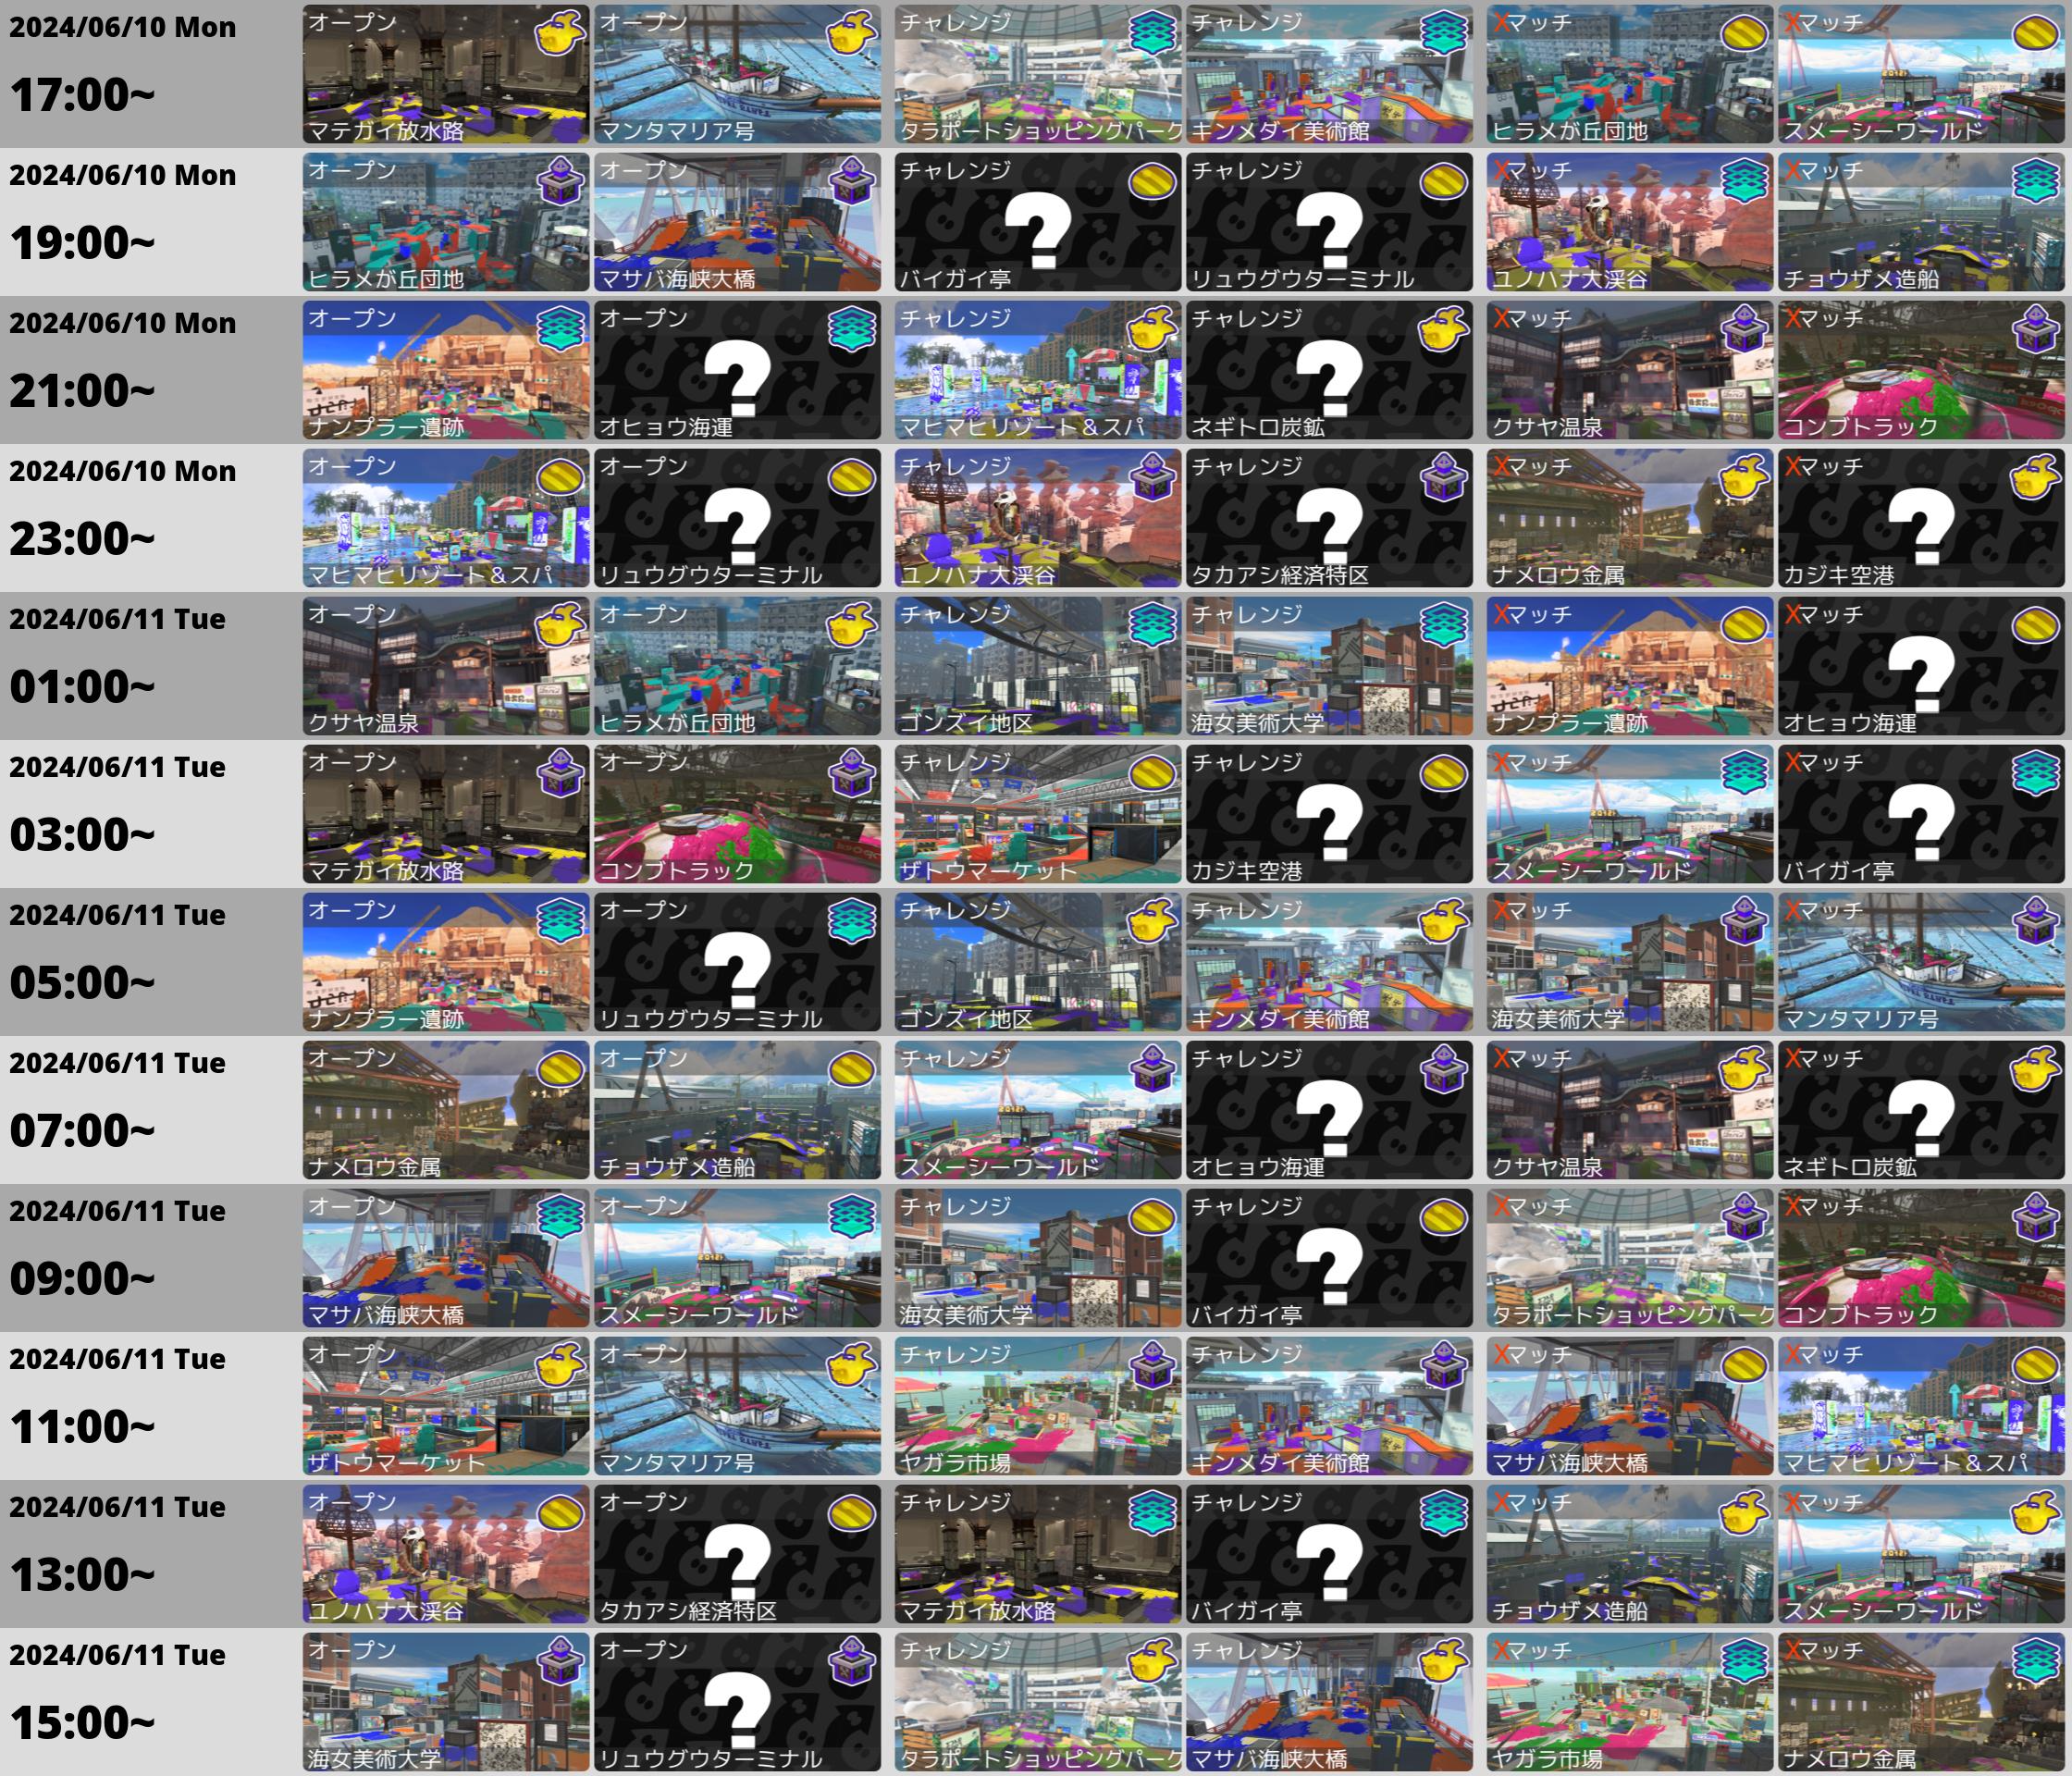 2024/06/10 Mon
17:00~
オープン
マテガイ放水路
オープン
マンタマリア号
チャレンジ
タラポートショッピングパーク
チャレンジ
キンメダイ美術館
Xマッチ
ヒラメが丘団地
Xマッチ
スメーシーワールド
2024/06/10 Mon
19:00~
オープン
ヒラメが丘団地
オープン
マサバ海峡大橋
チャレンジ
?
バイガイ亭
チャレンジ
?
リュウグウターミナル
Xマッチ
ユノハナ大渓谷
Xマッチ
チョウザメ造船
2024/06/10 Mon
21:00~
オープン
ナンプラー遺跡
オープン
?
オヒョウ海運
チャレンジ
マヒマヒリゾート&スパ
チャレンジ
?
ネギトロ炭鉱
Xマッチ
クサヤ温泉
Xマッチ
コンブトラック
2024/06/10 Mon
23:00~
オープン
マヒマヒリゾート&スパ
オープン
?
リュウグウターミナル
チャレンジ
ユノハナ大渓谷
チャレンジ
?
タカアシ経済特区
Xマッチ
ナメロウ金属
Xマッチ
?
カジキ空港
2024/06/11 Tue
01:00~
オープン
クサヤ温泉
オープン
ヒラメが丘団地
チャレンジ
ゴンズイ地区
チャレンジ
海女美術大学
Xマッチ
ナンプラー遺跡
Xマッチ
?
オヒョウ海運
2024/06/11 Tue
03:00~
オープン
マテガイ放水路
オープン
コンブトラック
チャレンジ
ザトウマーケット
チャレンジ
?
カジキ空港
Xマッチ
スメーシーワールド
Xマッチ
?
バイガイ亭
2024/06/11 Tue
05:00~
オープン
ナンプラー遺跡
オープン
?
リュウグウターミナル
チャレンジ
ゴンズイ地区
チャレンジ
キンメダイ美術館
Xマッチ
海女美術大学
Xマッチ
マンタマリア号
2024/06/11 Tue
07:00~
オープン
ナメロウ金属
オープン
チョウザメ造船
チャレンジ
スメーシーワールド
チャレンジ
?
オヒョウ海運
Xマッチ
クサヤ温泉
Xマッチ
?
ネギトロ炭鉱
2024/06/11 Tue
09:00~
オープン
マサバ海峡大橋
オープン
スメーシーワールド
チャレンジ
海女美術大学
チャレンジ
?
バイガイ亭
Xマッチ
タラポートショッピングパーク
Xマッチ
コンブトラック
2024/06/11 Tue
11:00~
オープン
ザトウマーケット
オープン
マンタマリア号
チャレンジ
ヤガラ市場
チャレンジ
キンメダイ美術館
Xマッチ
マサバ海峡大橋
Xマッチ
マヒマヒリゾート&スパ
2024/06/11 Tue
13:00~
オープン
ユノハナ大渓谷
オープン
?
タカアシ経済特区
チャレンジ
マテガイ放水路
チャレンジ
?
バイガイ亭
Xマッチ
チョウザメ造船
Xマッチ
スメーシーワールド
2024/06/11 Tue
15:00~
オープン
海女美術大学
オープン
?
リュウグウターミナル
チャレンジ
タラポートショッピングパーク
チャレンジ
マサバ海峡大橋
Xマッチ
ヤガラ市場
Xマッチ
ナメロウ金属